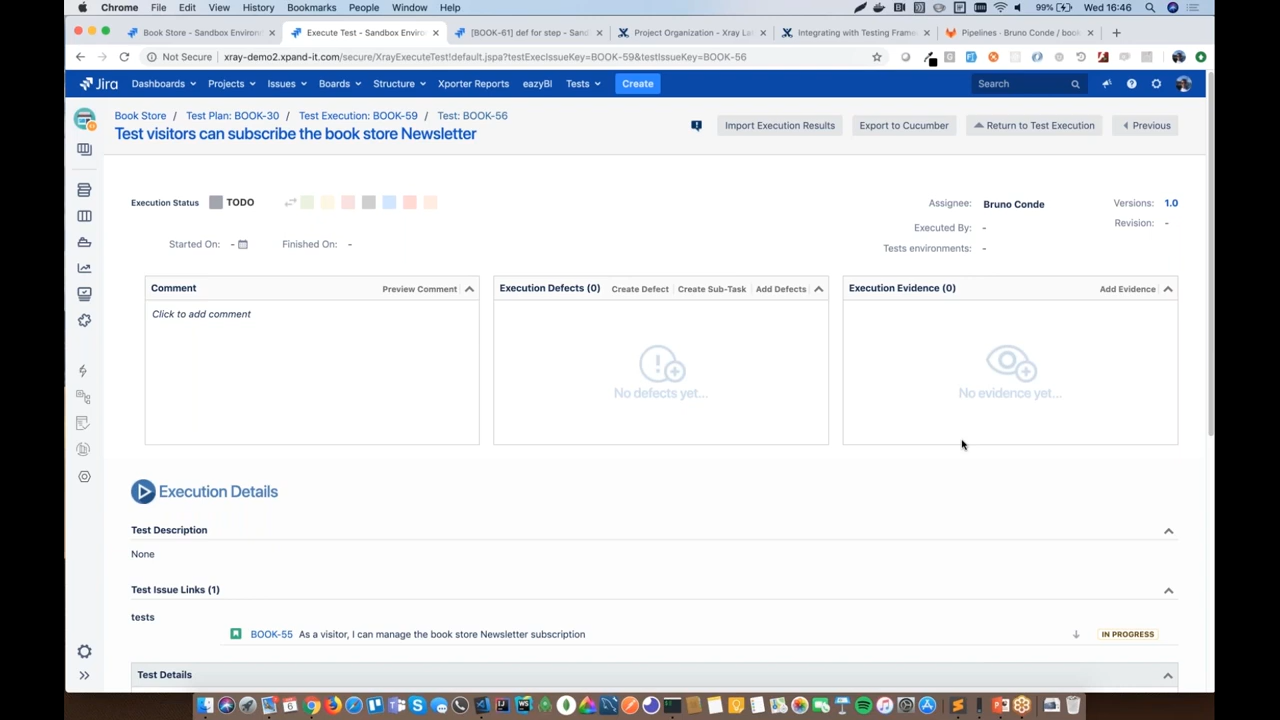 Chrome File Edit View History Bookmarks People Window Help 99% Wed 16:46
Book Store - Sandbox Environ × Execute Test - Sandbox Enviro × [BOOK-61] def for step - Sand × Project Organization - Xray La × Integrating with Testing Fram × Pipelines · Bruno Conde / book ×
Not Secure xray-demo2.xpand-it.com/secure/XrayExecuteTest!default.jspa?testExecIssueKey=BOOK-59&testIssueKey=BOOK-56
Jira Dashboards Projects Issues Boards Structure Xporter Reports eazyBI Tests Create Search
Book Store / Test Plan: BOOK-30 / Test Execution: BOOK-59 / Test: BOOK-56
Test visitors can subscribe the book store Newsletter
Import Execution Results Export to Cucumber Return to Test Execution Previous
Execution Status TODO
Assignee: Bruno Conde Versions: 1.0
Executed By: - Revision: -
Started On: - Finished On: - Tests environments: -
Comment Preview Comment
Click to add comment
Execution Defects (0) Create Defect Create Sub-Task Add Defects
No defects yet...
Execution Evidence (0) Add Evidence
No evidence yet...
Execution Details
Test Description
None
Test Issue Links (1)
tests
BOOK-55 As a visitor, I can manage the book store Newsletter subscription IN PROGRESS
Test Details